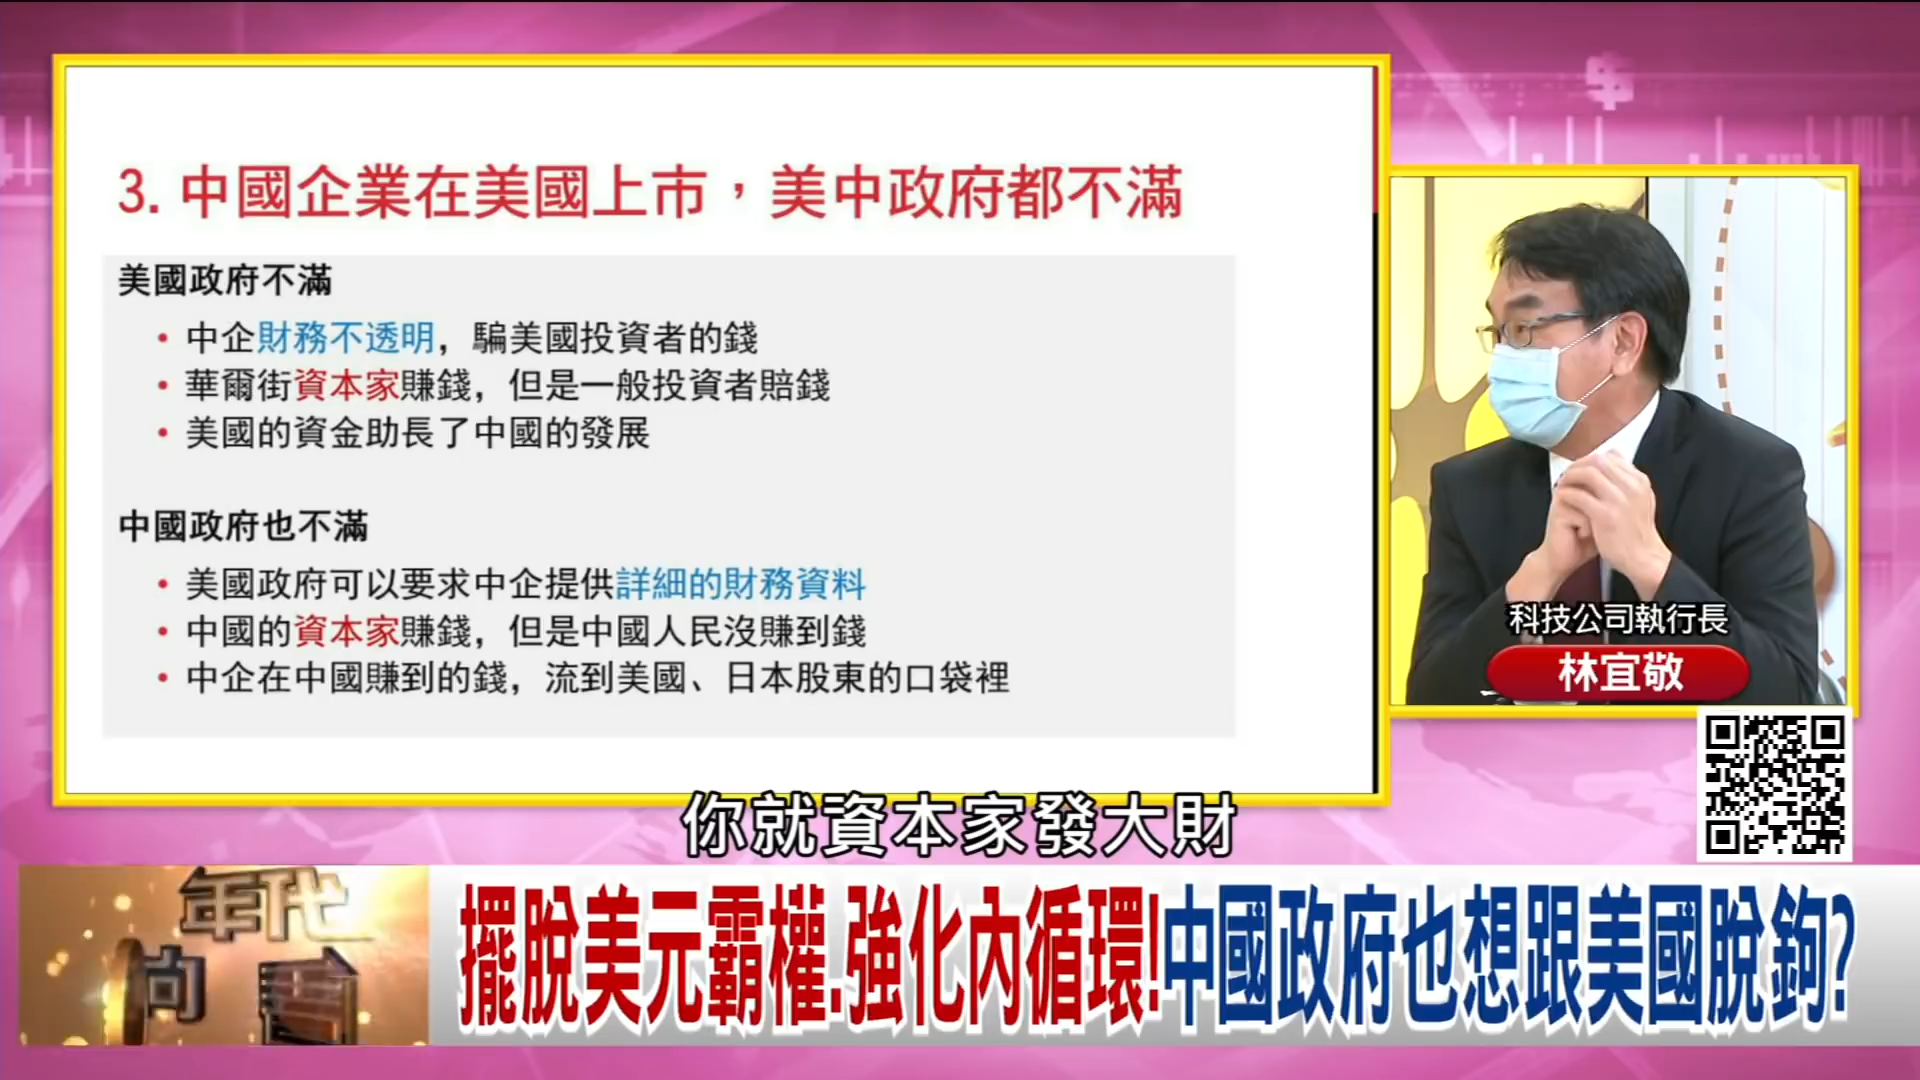 3. 中國企業在美國上市，美中政府都不滿
美國政府不滿
• 中企財務不透明，騙美國投資者的錢
• 華爾街資本家賺錢，但是一般投資者賠錢
• 美國的資金助長了中國的發展
中國政府也不滿
• 美國政府可以要求中企提供詳細的財務資料
• 中國的資本家賺錢，但是中國人民沒賺到錢
• 中企在中國賺到的錢，流到美國、日本股東的口袋裡
科技公司執行長
林宜敬
你就資本家發大財
年代
向錢看
擺脫美元霸權.強化內循環!中國政府也想跟美國脫鉤?